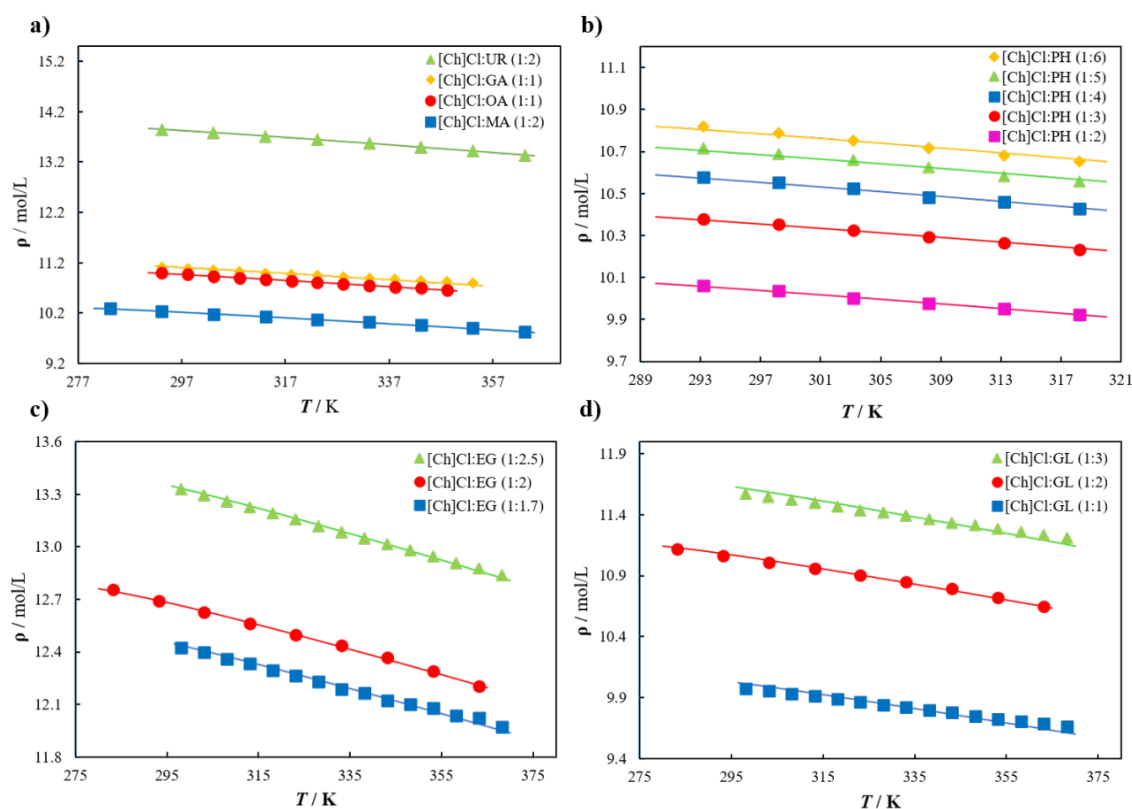 a)
15.2
14.2
13.2
12.2
11.2
10.2
9.2
ρ / mol/L
[Ch]Cl:UR (1:2)
[Ch]Cl:GA (1:1)
[Ch]Cl:OA (1:1)
[Ch]Cl:MA (1:2)
277 297 317 337 357
T / K
b)
11.1
10.9
10.7
10.5
10.3
10.1
9.9
9.7
ρ / mol/L
[Ch]Cl:PH (1:6)
[Ch]Cl:PH (1:5)
[Ch]Cl:PH (1:4)
[Ch]Cl:PH (1:3)
[Ch]Cl:PH (1:2)
289 293 297 301 305 309 313 317 321
T / K
c)
13.6
13.3
13.0
12.7
12.4
12.1
11.8
ρ / mol/L
[Ch]Cl:EG (1:2.5)
[Ch]Cl:EG (1:2)
[Ch]Cl:EG (1:1.7)
275 295 315 335 355 375
T / K
d)
11.9
11.4
10.9
10.4
9.9
9.4
ρ / mol/L
[Ch]Cl:GL (1:3)
[Ch]Cl:GL (1:2)
[Ch]Cl:GL (1:1)
275 295 315 335 355 375
T / K